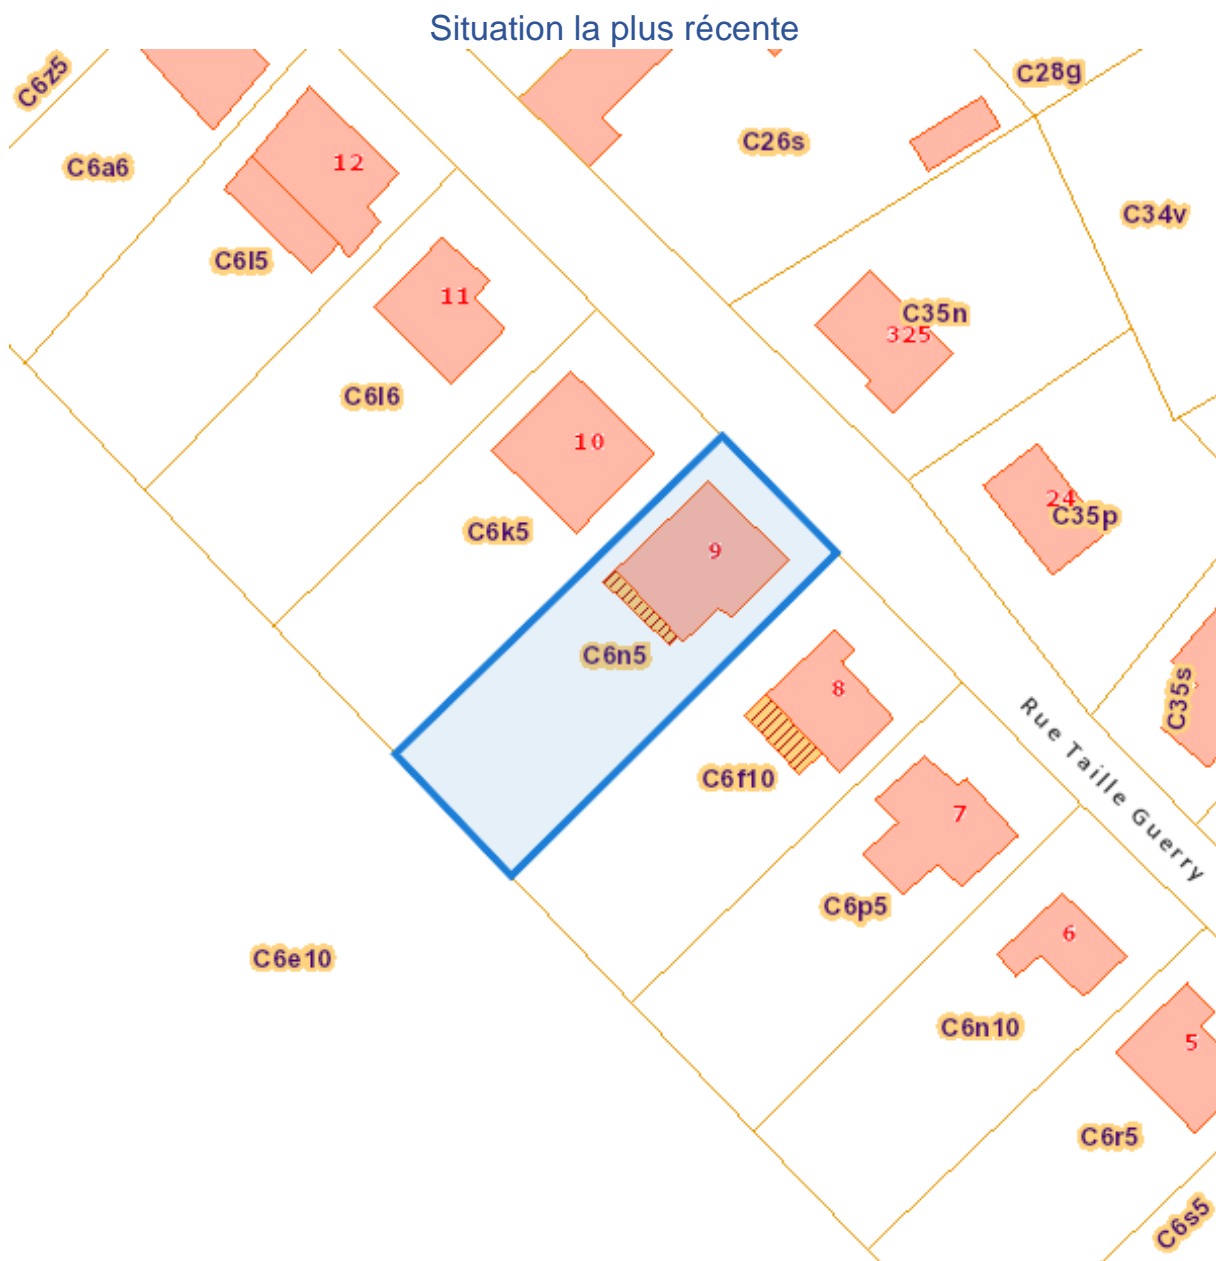 Situation la plus récente
C6z5
C28g
C26s
12
C6a6
C34v
C6l5
11
C35n
325
C6l6
10
24
C35p
C6k5
9
C6n5
8
C35s
Rue Taille Guerry
C6f10
7
C6p5
6
C6e10
C6n10
5
C6r5
C6s5